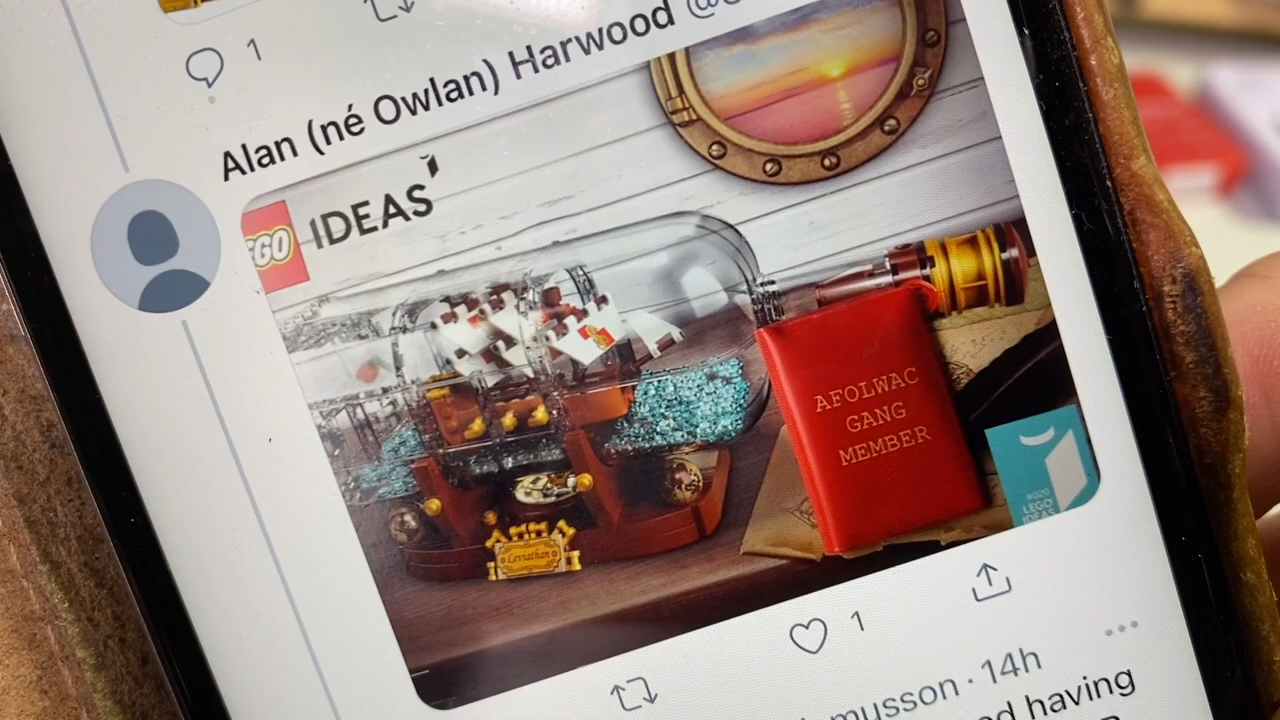 1
Alan (né Owlan) Harwood
LEGO IDEAS
AFOLWAC
GANG
MEMBER
#020
LEGO
IDEAS
Leviathan
1
musson · 14h
having